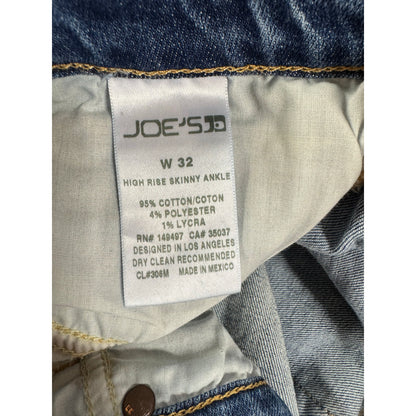 JOE'S JD
W 32
HIGH RISE SKINNY ANKLE
95% COTTON/COTON
4% POLYESTER
1% LYCRA
RN# 149497 CA# 35037
DESIGNED IN LOS ANGELES
DRY CLEAN RECOMMENDED
CL#306M MADE IN MEXICO